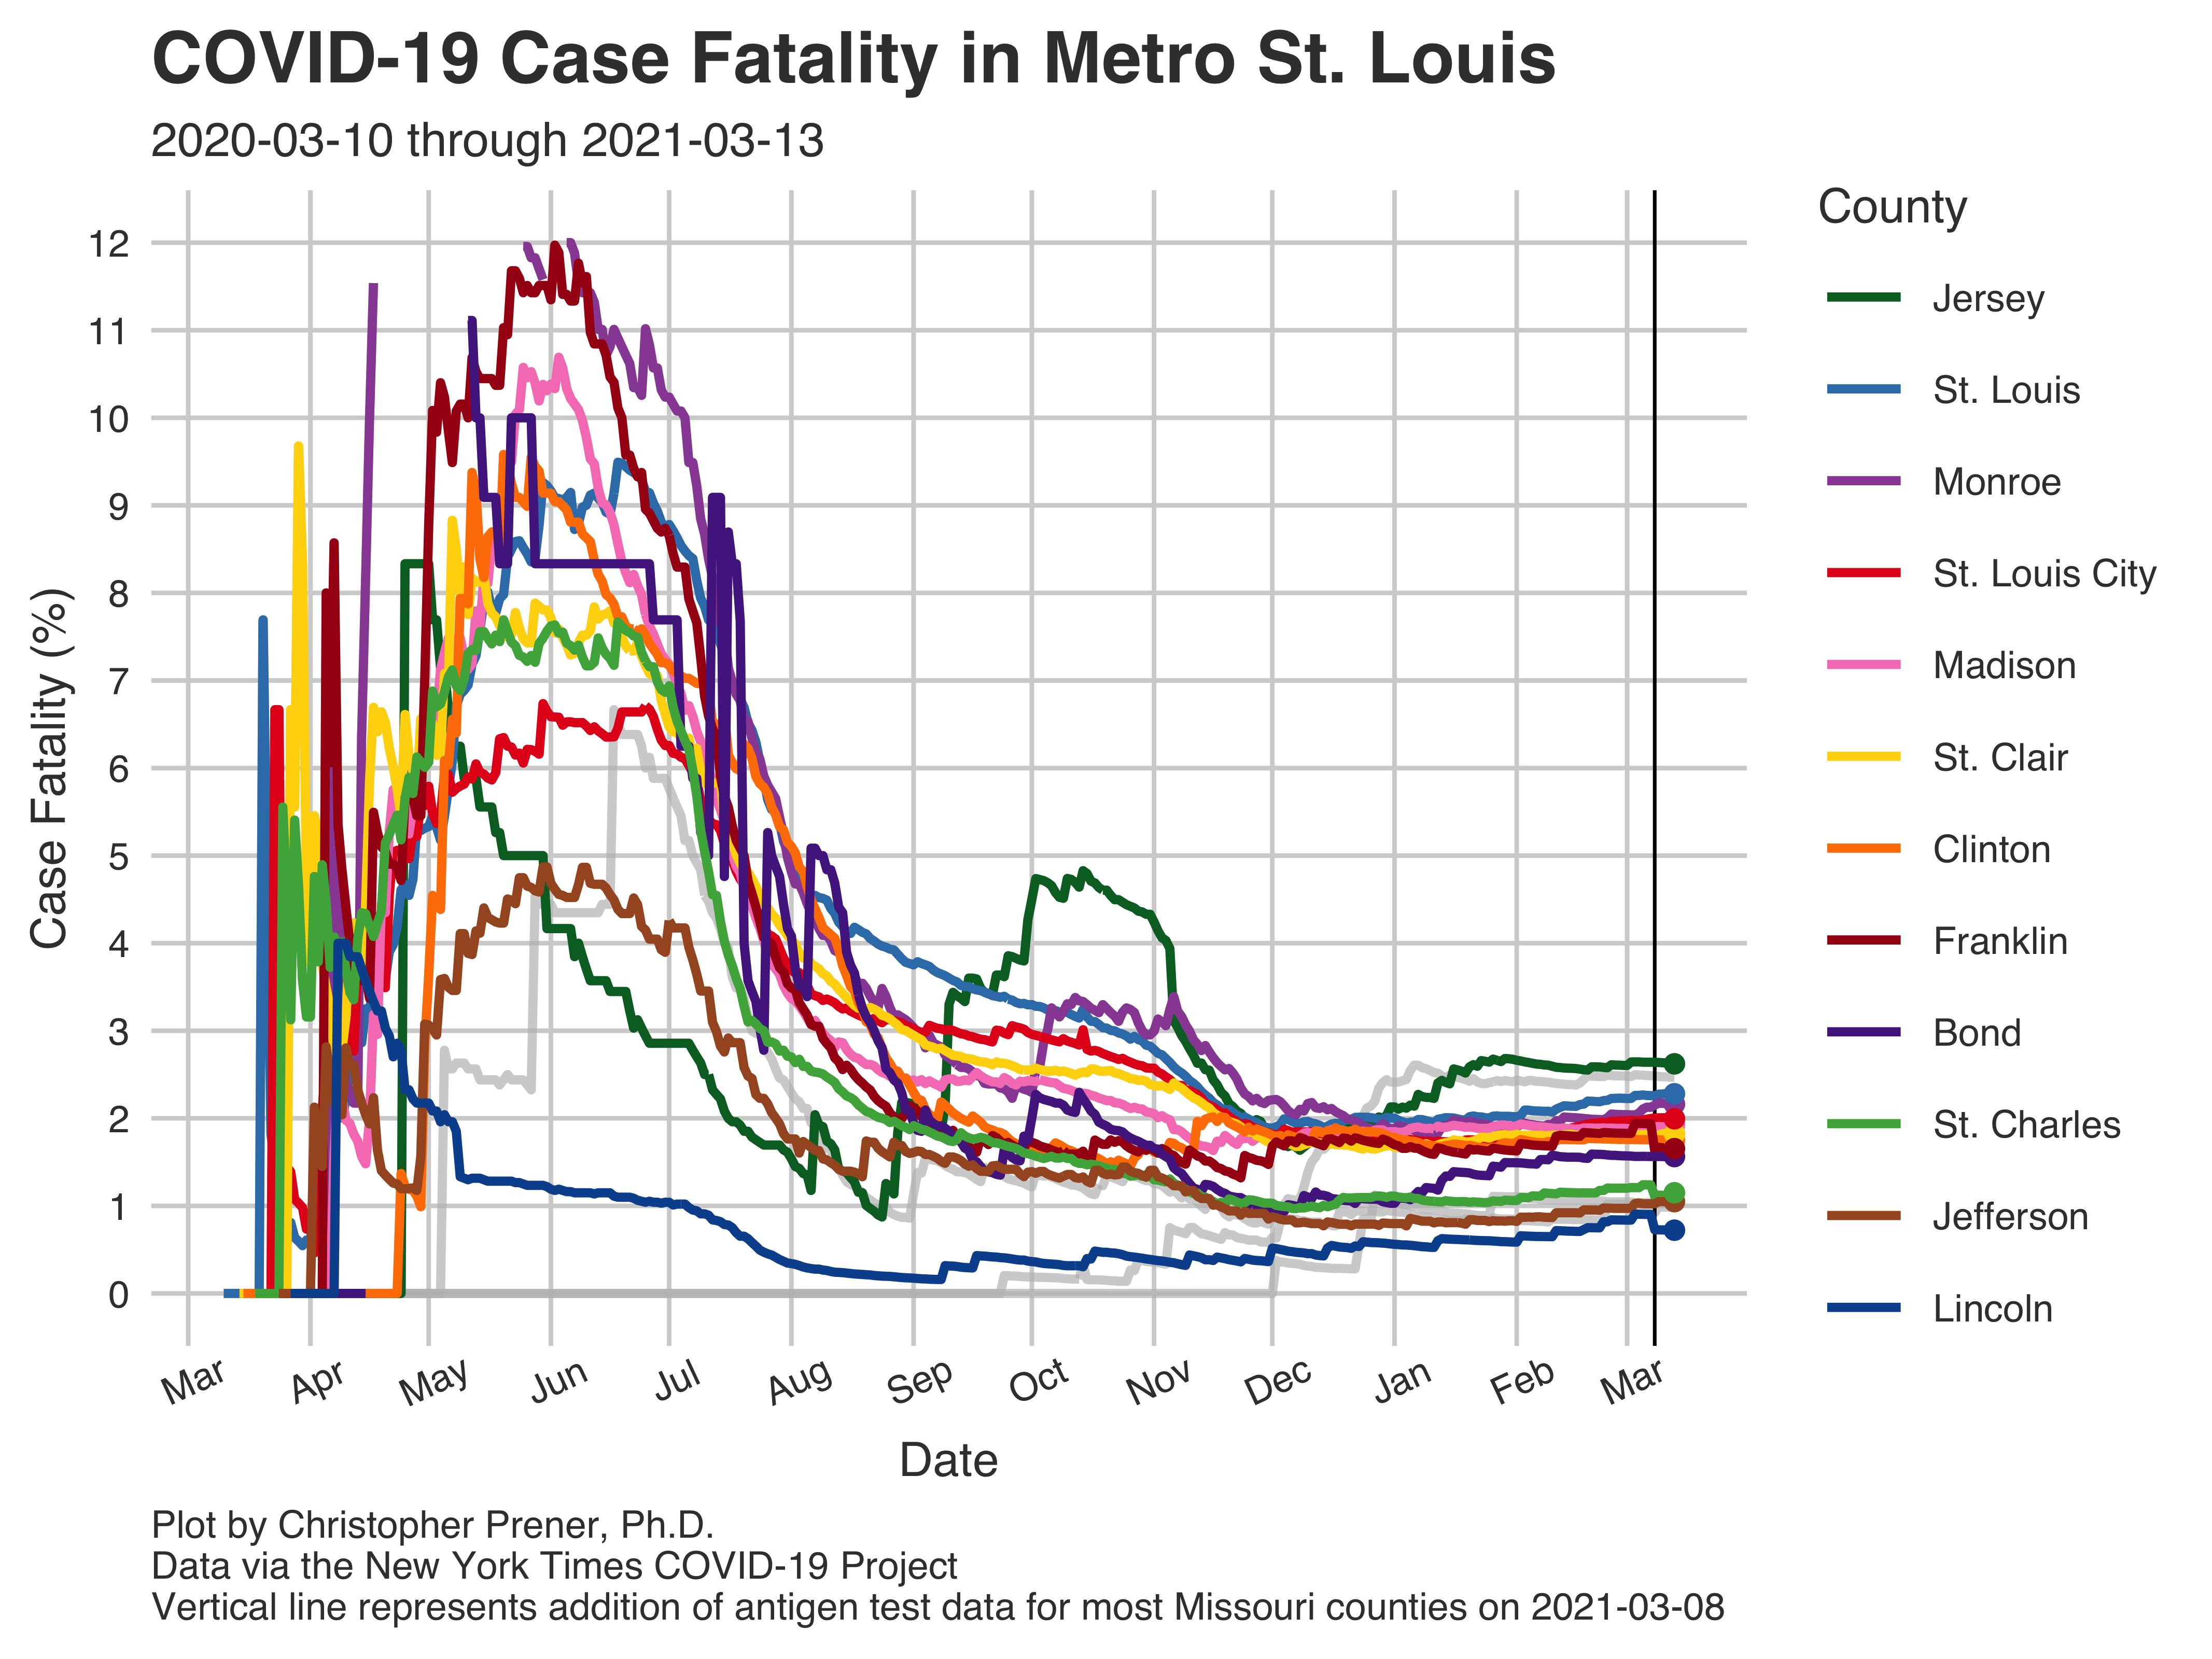 COVID-19 Case Fatality in Metro St. Louis
2020-03-10 through 2021-03-13
Case Fatality (%)
12
11
10
9
8
7
6
5
4
3
2
1
0
Mar Apr May Jun Jul Aug Sep Oct Nov Dec Jan Feb Mar
Date
County
Jersey
St. Louis
Monroe
St. Louis City
Madison
St. Clair
Clinton
Franklin
Bond
St. Charles
Jefferson
Lincoln
Plot by Christopher Prener, Ph.D.
Data via the New York Times COVID-19 Project
Vertical line represents addition of antigen test data for most Missouri counties on 2021-03-08